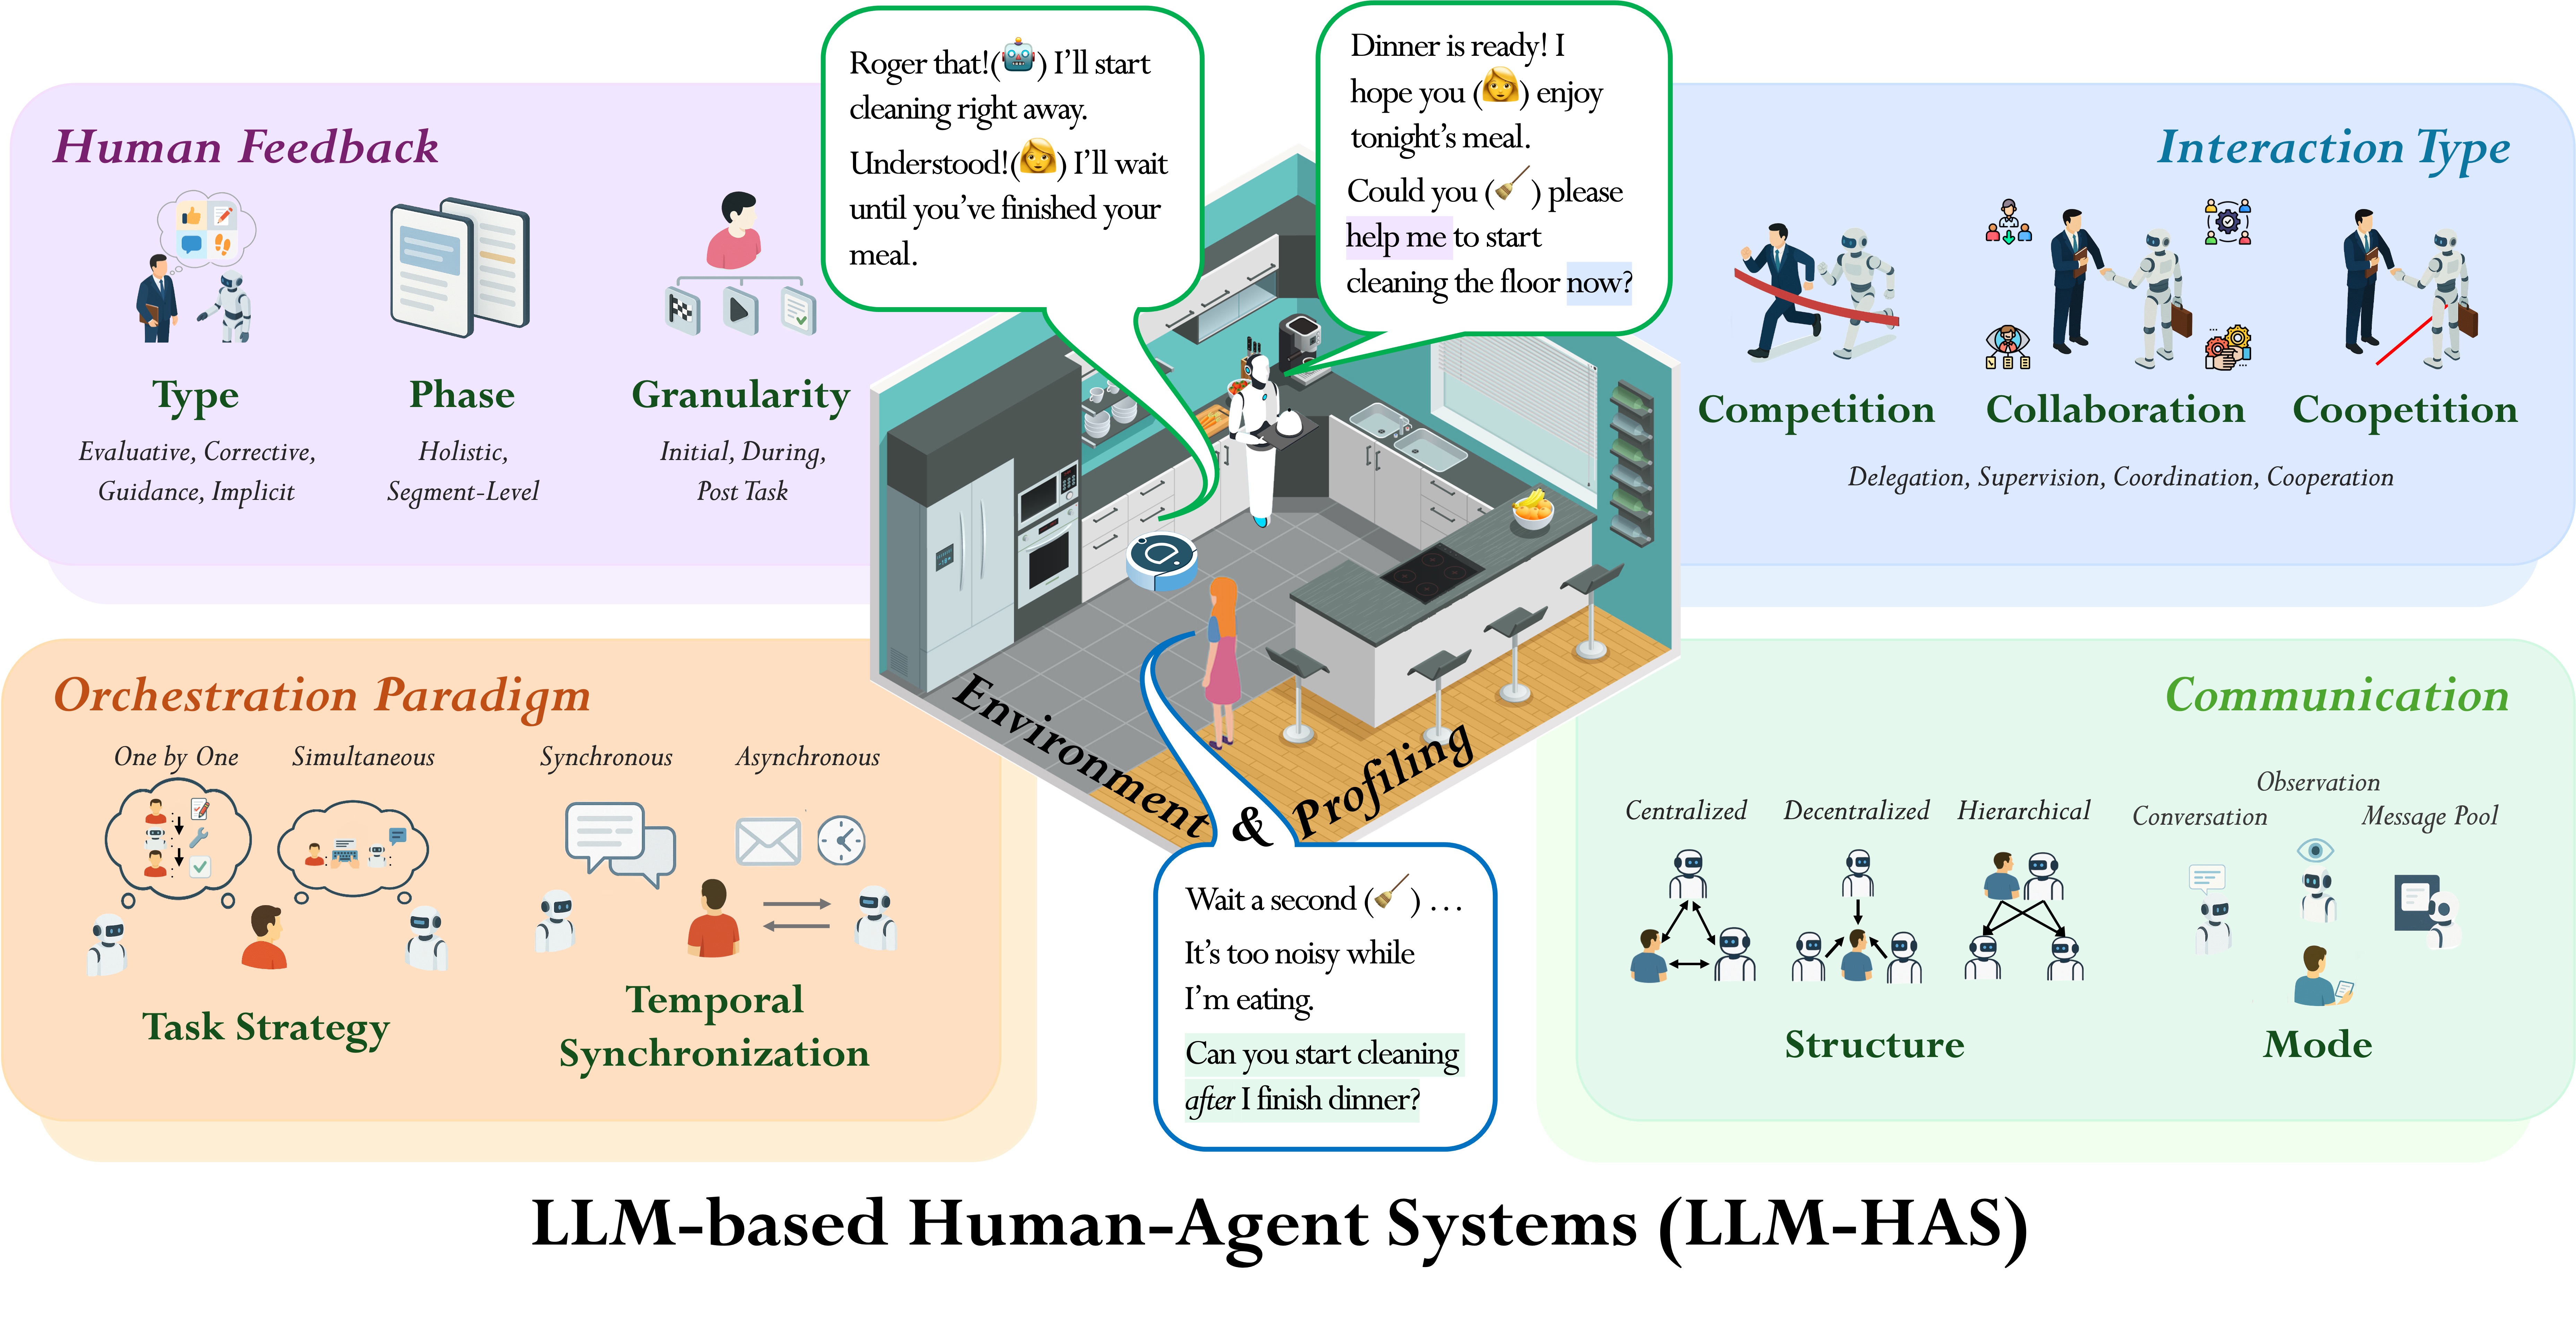 Roger that!() I'll start
cleaning right away.
Understood!() I'll wait
until you've finished your
meal.
Dinner is ready! I
hope you () enjoy
tonight's meal.
Could you () please
help me to start
cleaning the floor now?
Human Feedback
Type
Evaluative, Corrective,
Guidance, Implicit
Phase
Holistic,
Segment-Level
Granularity
Initial, During,
Post Task
Interaction Type
Competition
Collaboration
Coopetition
Delegation, Supervision, Coordination, Cooperation
Orchestration Paradigm
One by One
Simultaneous
Synchronous
Asynchronous
Task Strategy
Temporal
Synchronization
Environment & Profiling
Wait a second () ...
It's too noisy while
I'm eating.
Can you start cleaning
after I finish dinner?
Communication
Centralized
Decentralized
Hierarchical
Observation
Conversation
Message Pool
Structure
Mode
LLM-based Human-Agent Systems (LLM-HAS)